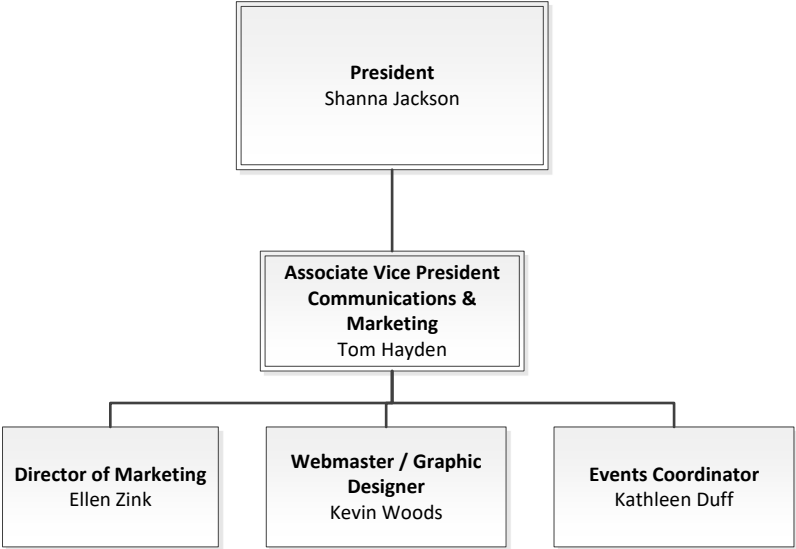 President
Shanna Jackson
Associate Vice President
Communications &
Marketing
Tom Hayden
Director of Marketing
Ellen Zink
Webmaster / Graphic
Designer
Kevin Woods
Events Coordinator
Kathleen Duff